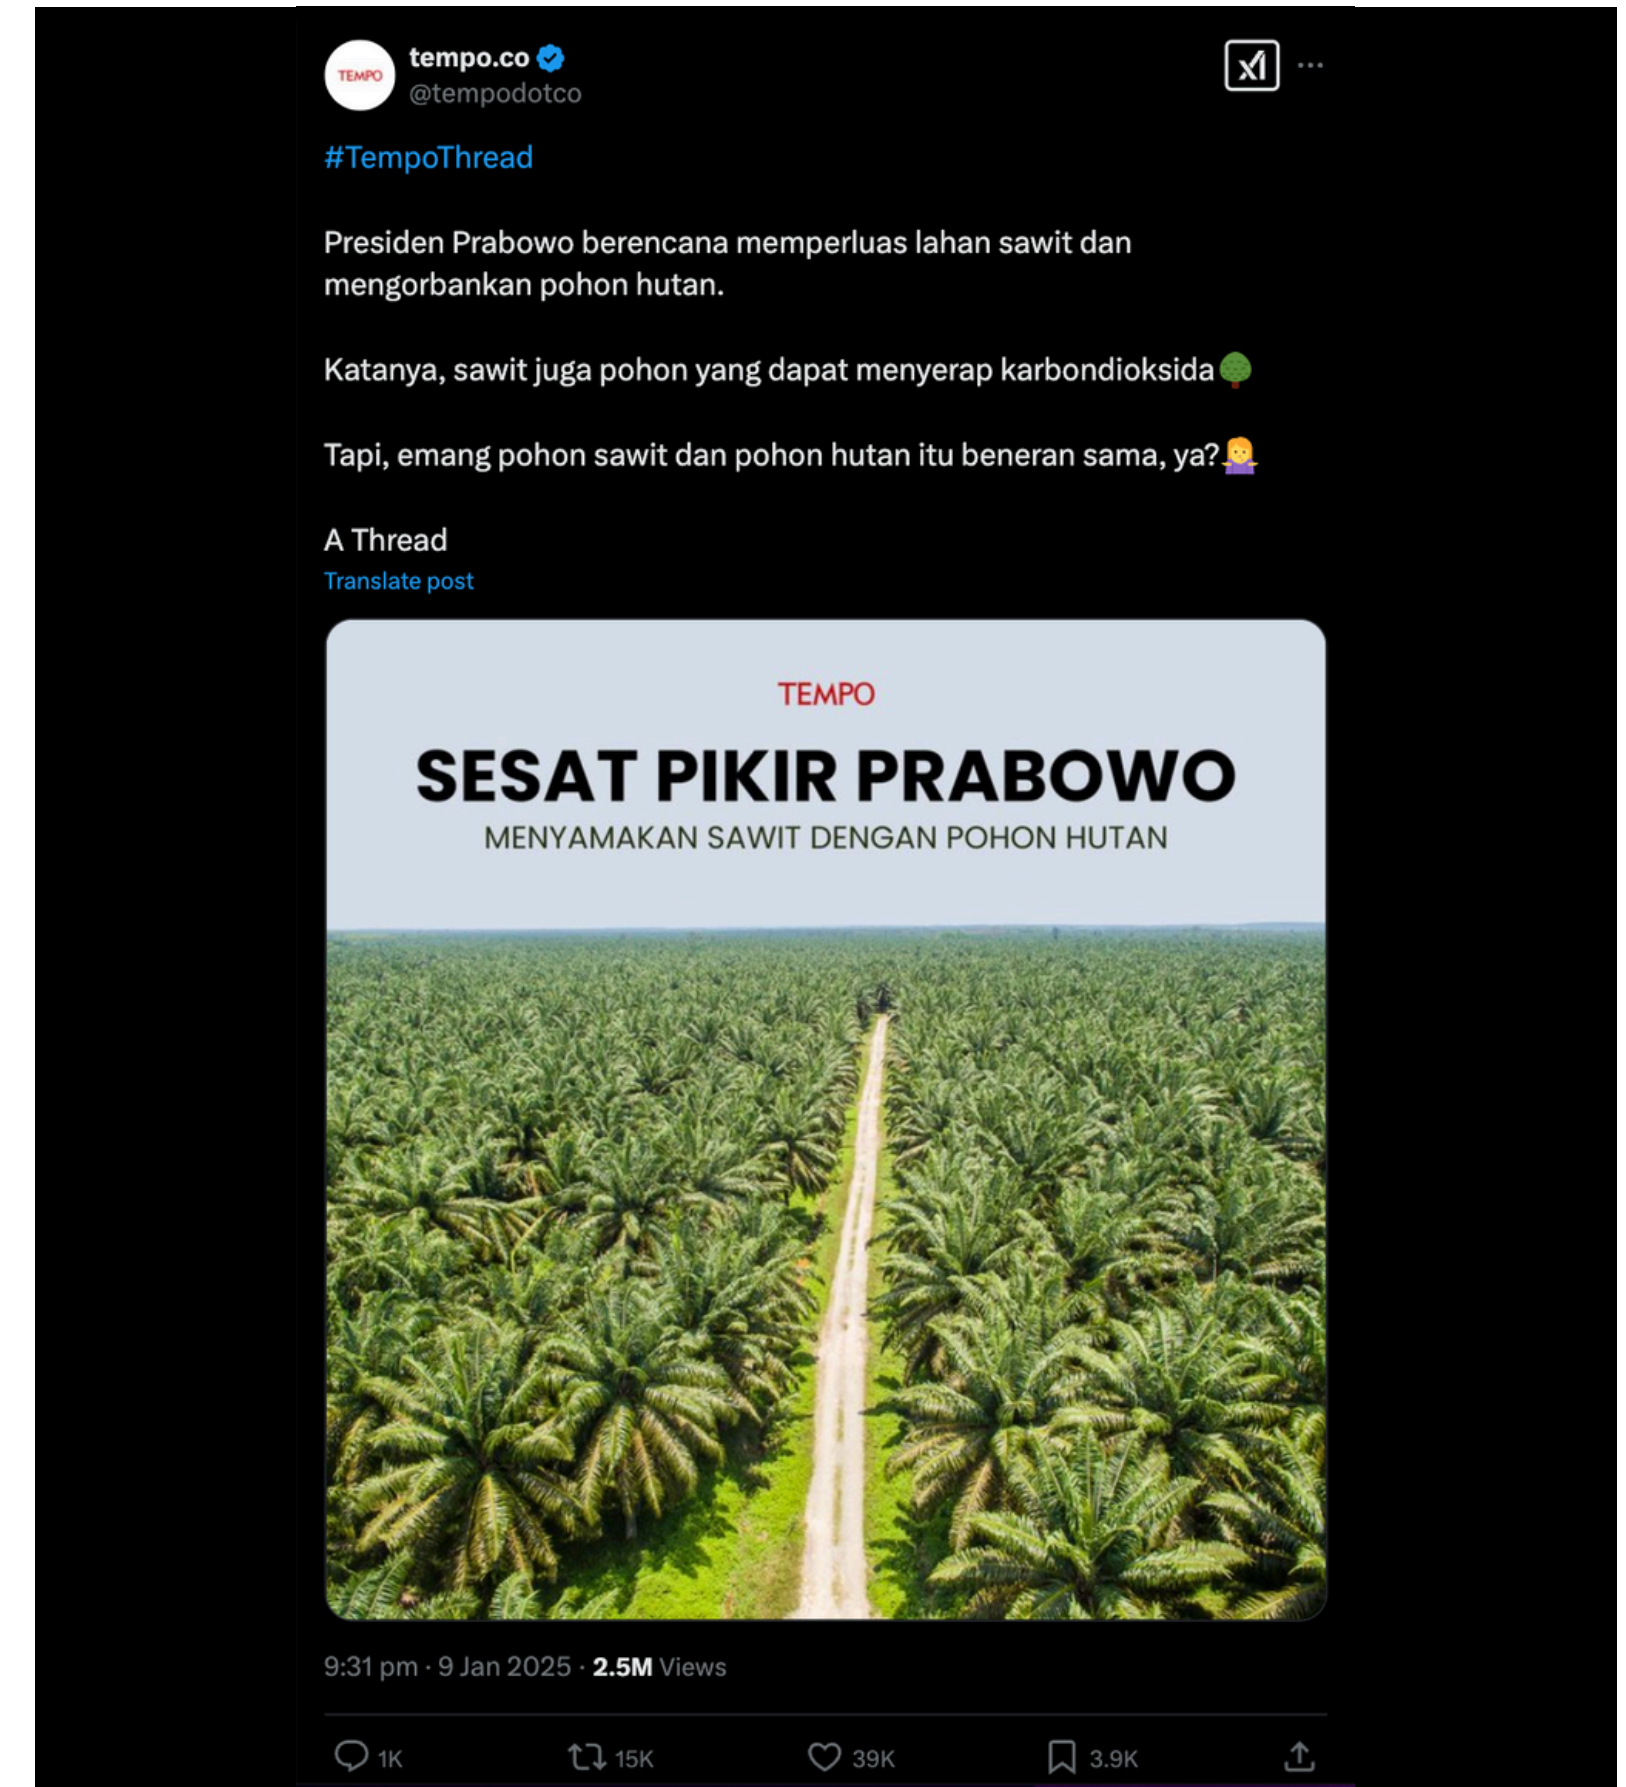 TEMPO
tempo.co
@tempodotco
#TempoThread
Presiden Prabowo berencana memperluas lahan sawit dan
mengorbankan pohon hutan.
Katanya, sawit juga pohon yang dapat menyerap karbondioksida🌳
Tapi, emang pohon sawit dan pohon hutan itu beneran sama, ya?🤷‍♀️
A Thread
Translate post
TEMPO
SESAT PIKIR PRABOWO
MENYAMAKAN SAWIT DENGAN POHON HUTAN
9:31 pm · 9 Jan 2025 · 2.5M Views
1K 15K 39K 3.9K